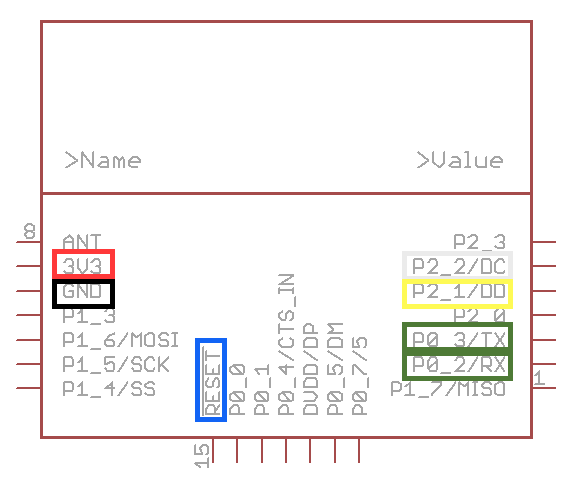 >Name
>Value
8
ANT
3V3
GND
P1_3
P1_6/MOSI
P1_5/SCK
P1_4/SS
RESET
P0_0
P0_1
P0_4/CTS_IN
DVDD/DP
P0_5/DM
P0_7/5
15
P2_3
P2_2/DC
P2_1/DD
P2_0
P0_3/TX
P0_2/RX
P1_7/MISO
1